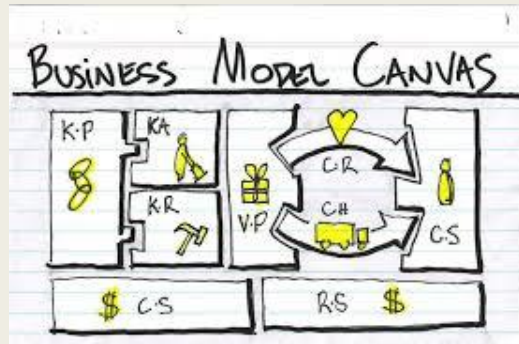 BUSINESS MODEL CANVAS
K.P
KA
K.R
V.P
C.R
C.H
C.S
$ C.S
R.S $